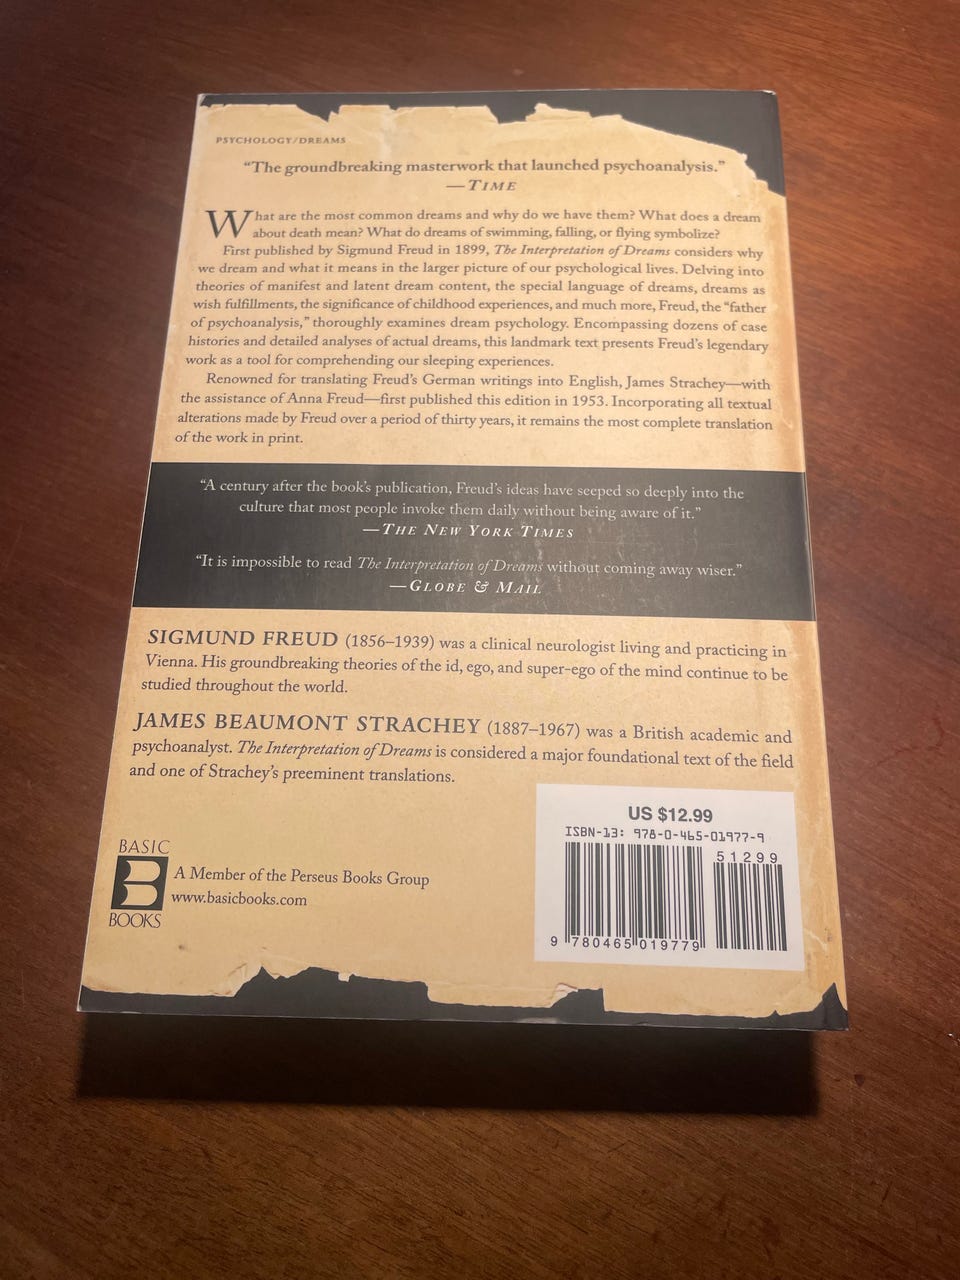 PSYCHOLOGY/DREAMS
“The groundbreaking masterwork that launched psychoanalysis.”
—TIME
What are the most common dreams and why do we have them? What does a dream
about death mean? What do dreams of swimming, falling, or flying symbolize?
First published by Sigmund Freud in 1899, The Interpretation of Dreams considers why
we dream and what it means in the larger picture of our psychological lives. Delving into
theories of manifest and latent dream content, the special language of dreams, dreams as
wish fulfillments, the significance of childhood experiences, and much more, Freud, the “father
of psychoanalysis,” thoroughly examines dream psychology. Encompassing dozens of case
histories and detailed analyses of actual dreams, this landmark text presents Freud’s legendary
work as a tool for comprehending our sleeping experiences.
Renowned for translating Freud’s German writings into English, James Strachey—with
the assistance of Anna Freud—first published this edition in 1953. Incorporating all textual
alterations made by Freud over a period of thirty years, it remains the most complete translation
of the work in print.
“A century after the book’s publication, Freud’s ideas have seeped so deeply into the
culture that most people invoke them daily without being aware of it.”
—THE NEW YORK TIMES
“It is impossible to read The Interpretation of Dreams without coming away wiser.”
—GLOBE & MAIL
SIGMUND FREUD (1856–1939) was a clinical neurologist living and practicing in
Vienna. His groundbreaking theories of the id, ego, and super-ego of the mind continue to be
studied throughout the world.
JAMES BEAUMONT STRACHEY (1887–1967) was a British academic and
psychoanalyst. The Interpretation of Dreams is considered a major foundational text of the field
and one of Strachey’s preeminent translations.
BASIC
B
BOOKS
A Member of the Perseus Books Group
www.basicbooks.com
US $12.99
ISBN-13: 978-0-465-01977-9
51299
9 780465 019779